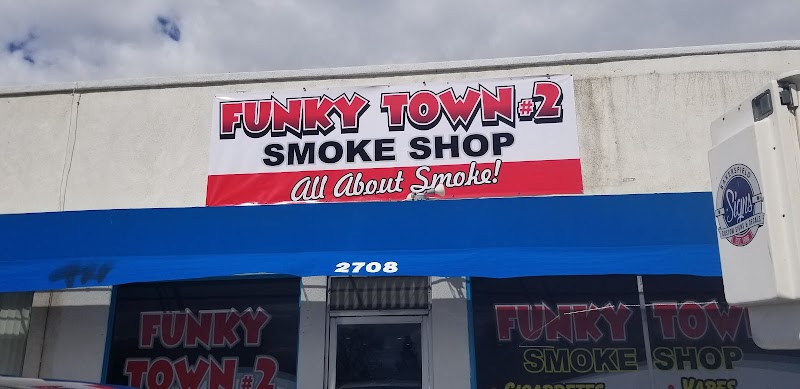 FUNKY TOWN #2
SMOKE SHOP
All About Smoke!
2708
BAKERSFIELD
Signs
FUNKY
TOWN #2
FUNKY TOWN
SMOKE SHOP
CIGARETTES
VAPES